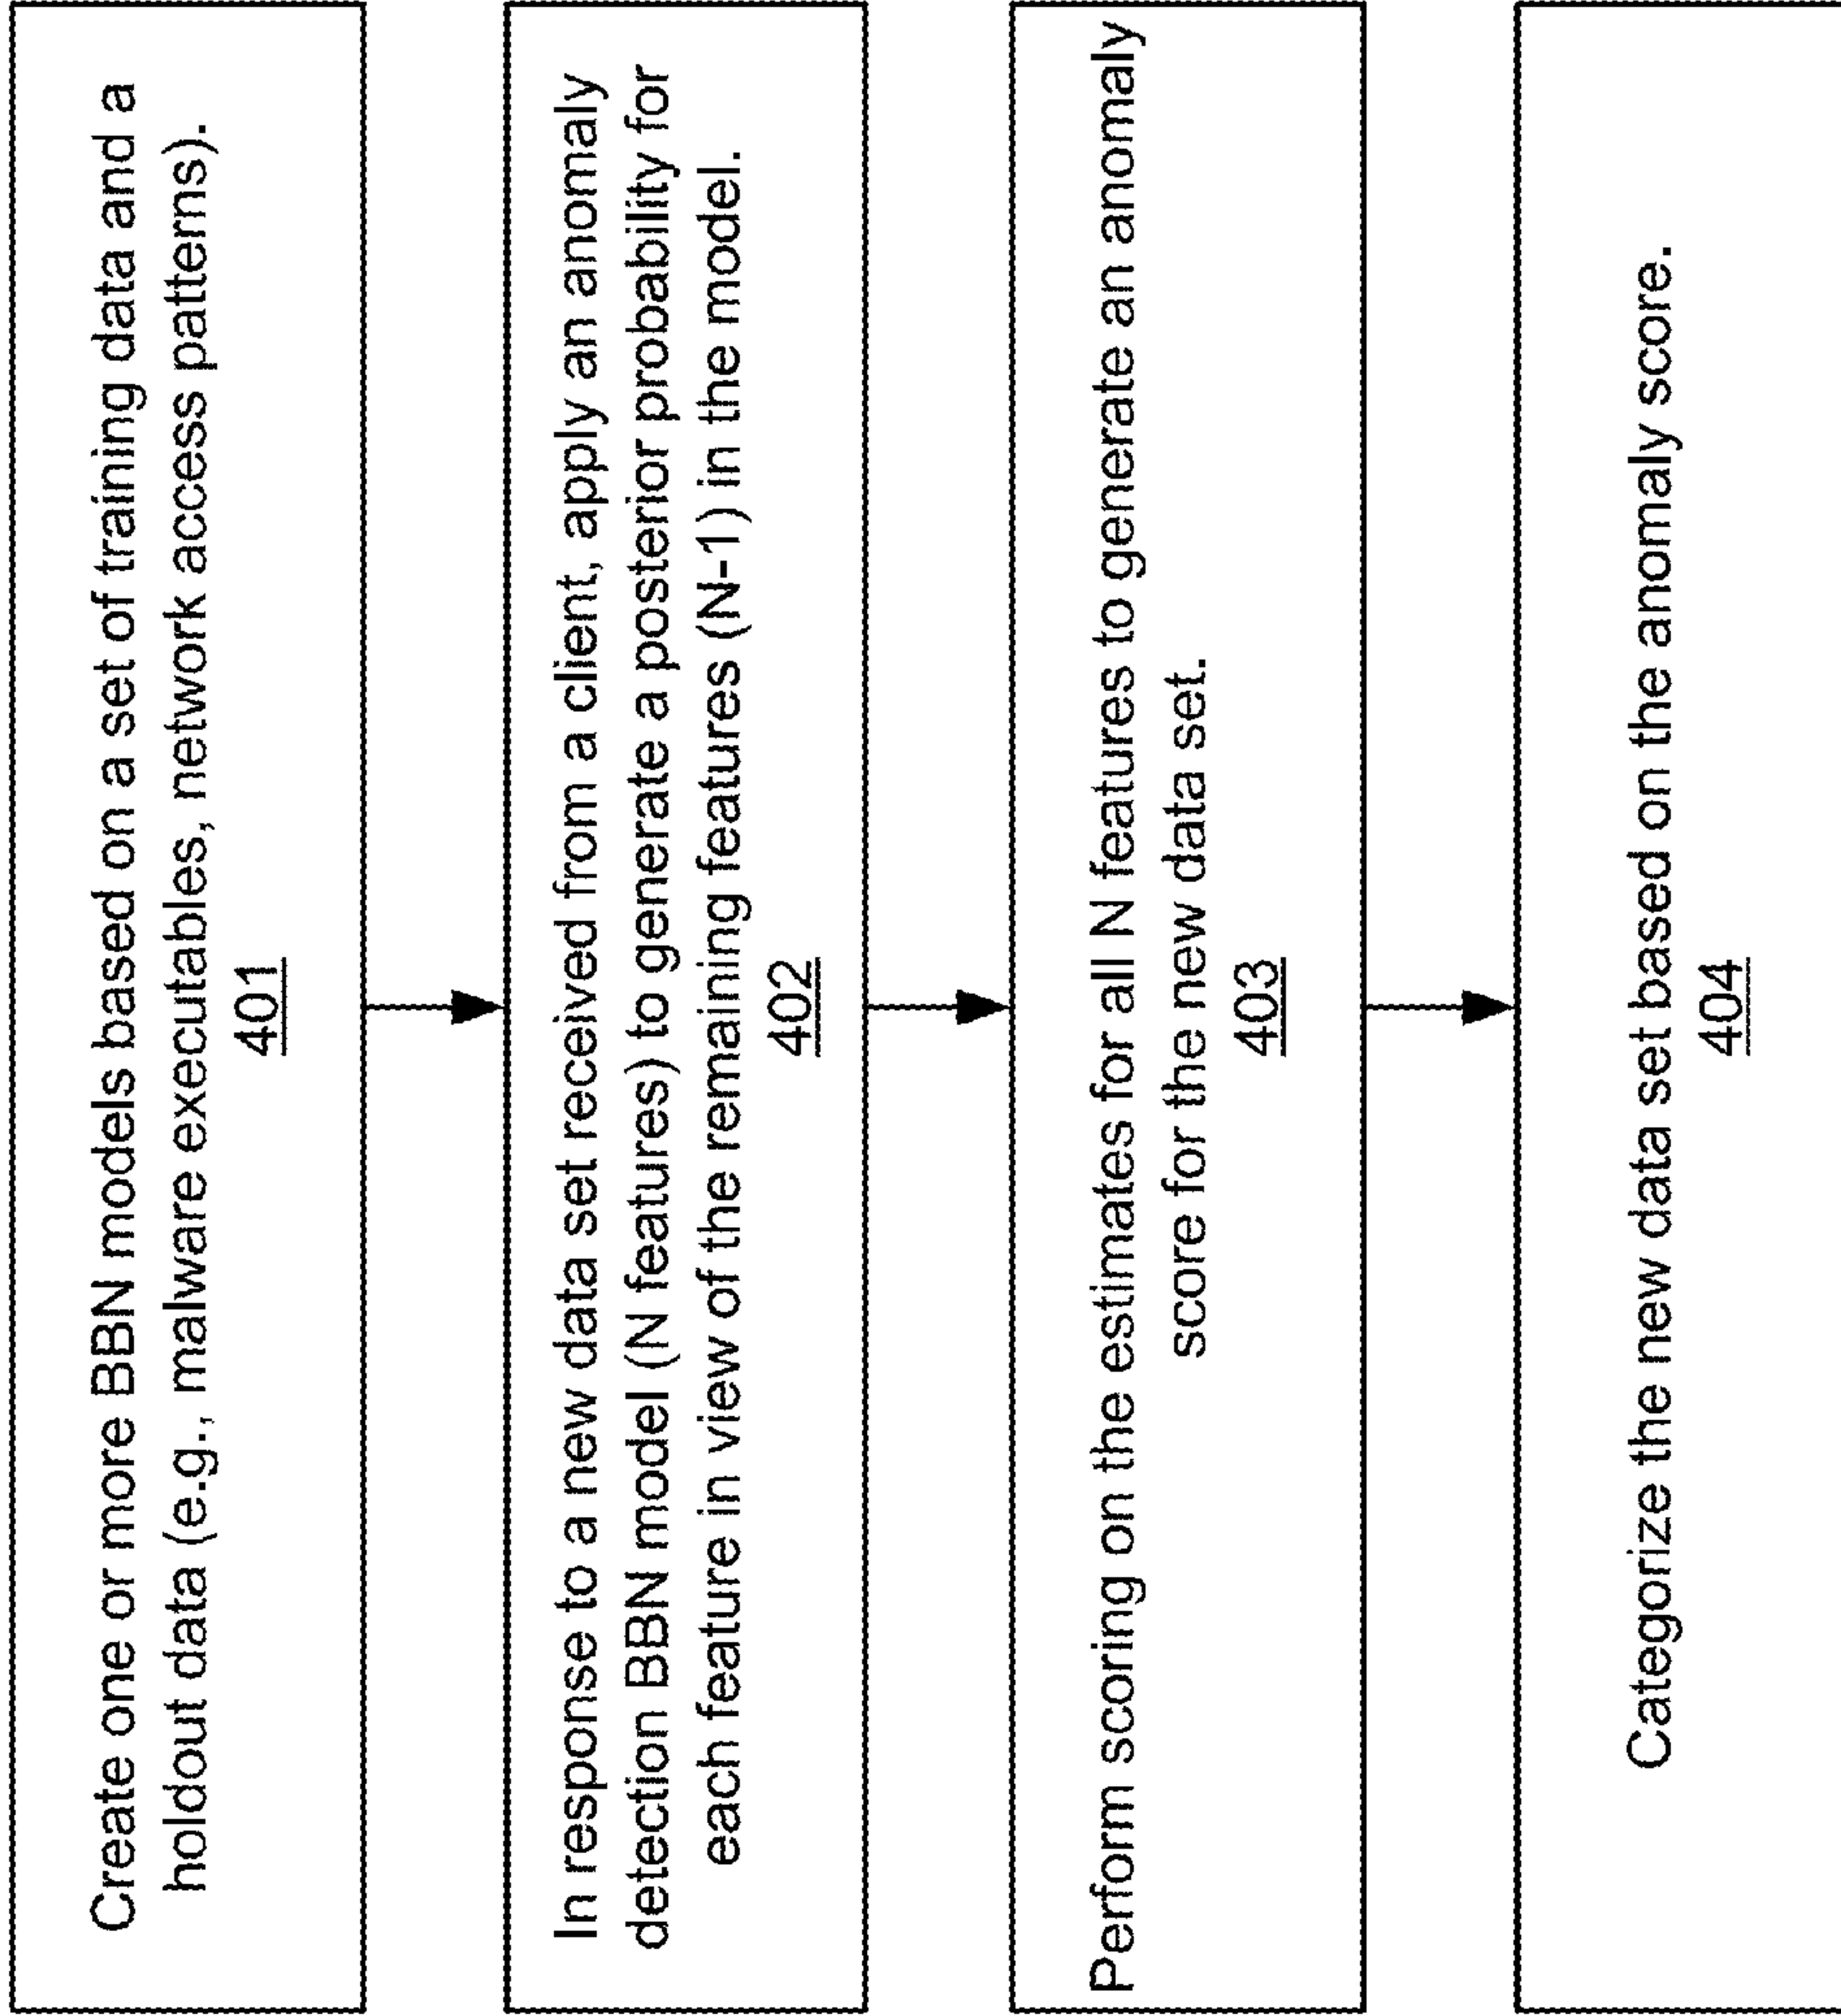 Create one or more BBN models based on a set of training data and a
holdout data (e.g., malware executables, network access patterns).
401
In response to a new data set received from a client, apply an anomaly
detection BBN model (N features) to generate a posterior probability for
each feature in view of the remaining features (N-1) in the model.
402
Perform scoring on the estimates for all N features to generate an anomaly
score for the new data set.
403
Categorize the new data set based on the anomaly score.
404